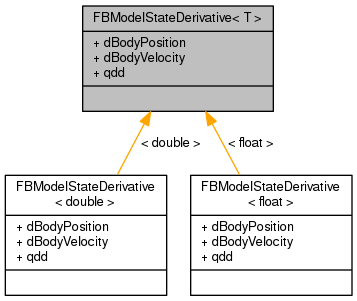 FBModelStateDerivative< T >
+ dBodyPosition
+ dBodyVelocity
+ qdd
< double >
< float >
FBModelStateDerivative
< double >
+ dBodyPosition
+ dBodyVelocity
+ qdd
FBModelStateDerivative
< float >
+ dBodyPosition
+ dBodyVelocity
+ qdd